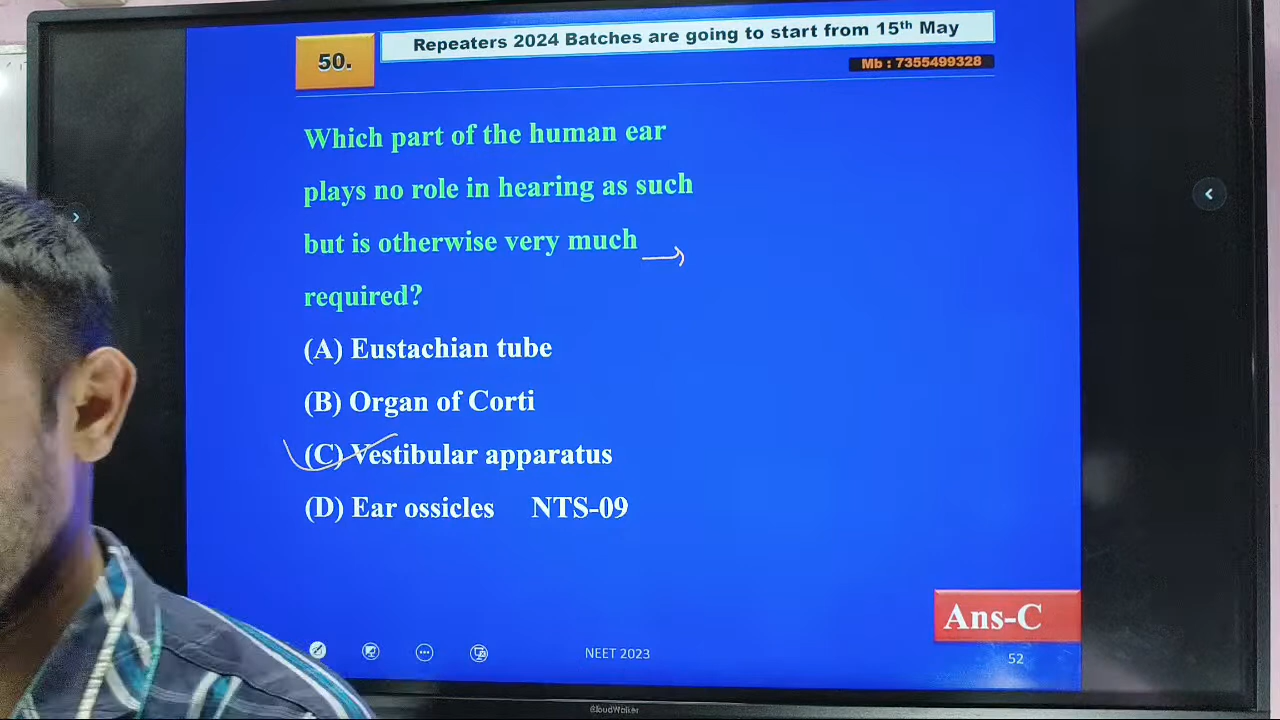 50.
Repeaters 2024 Batches are going to start from 15th May
Mb : 7355499328
Which part of the human ear
plays no role in hearing as such
but is otherwise very much
required?
(A) Eustachian tube
(B) Organ of Corti
(C) Vestibular apparatus
(D) Ear ossicles NTS-09
Ans-C
NEET 2023
52
CloudWalker